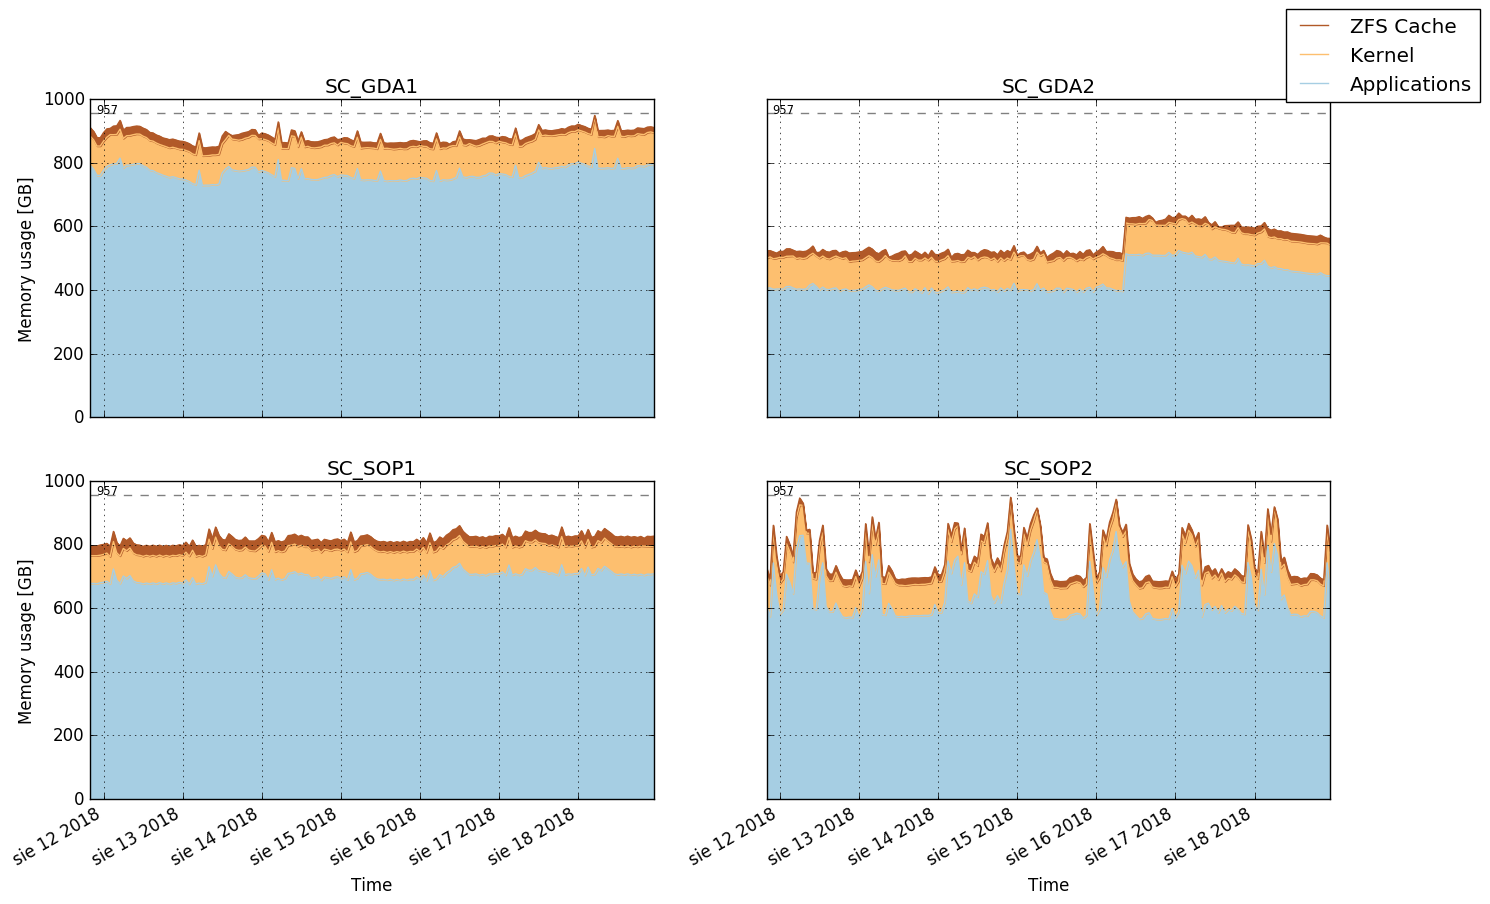 ZFS Cache
Kernel
Applications
SC_GDA1
SC_GDA2
957
957
1000
800
600
400
200
0
Memory usage [GB]
SC_SOP1
SC_SOP2
957
957
1000
800
600
400
200
0
Memory usage [GB]
sie 12 2018
sie 13 2018
sie 14 2018
sie 15 2018
sie 16 2018
sie 17 2018
sie 18 2018
sie 12 2018
sie 13 2018
sie 14 2018
sie 15 2018
sie 16 2018
sie 17 2018
sie 18 2018
Time
Time